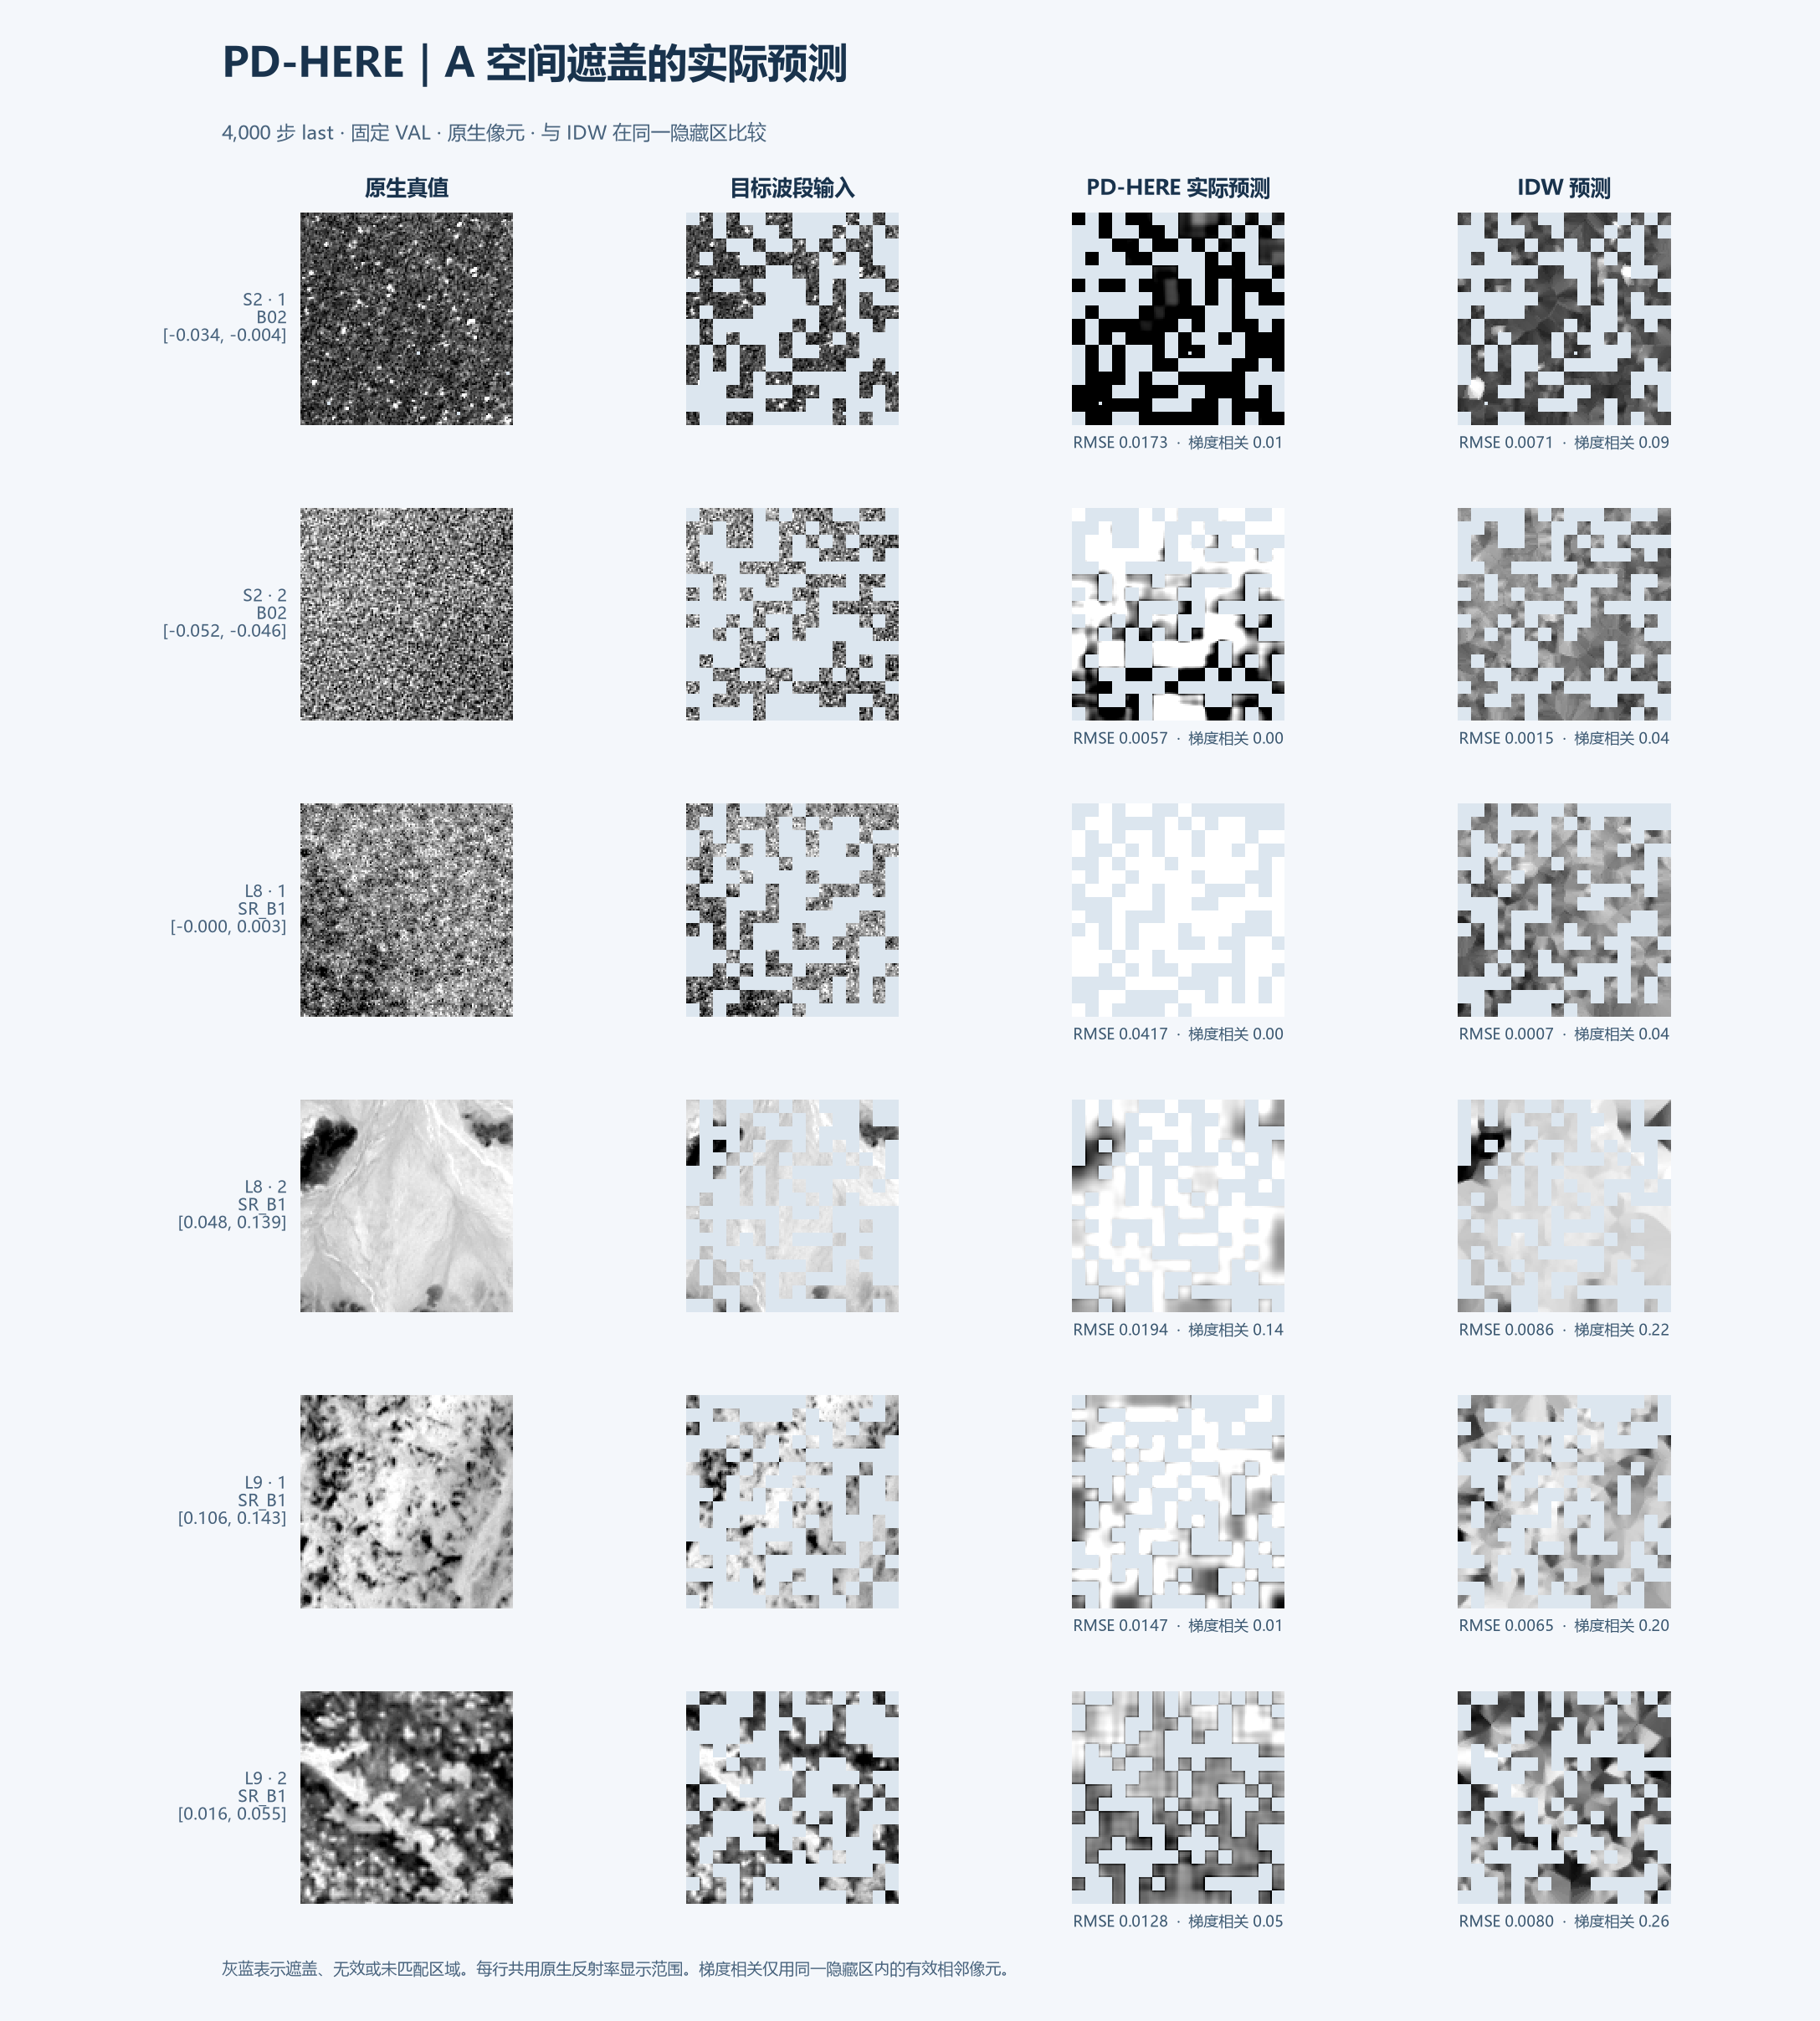 PD-HERE | A 空间遮盖的实际预测
4,000 步 last · 固定 VAL · 原生像元 · 与 IDW 在同一隐藏区比较
原生真值 目标波段输入 PD-HERE 实际预测 IDW 预测
S2 · 1
B02
[-0.034, -0.004]
RMSE 0.0173 · 梯度相关 0.01 RMSE 0.0071 · 梯度相关 0.09
S2 · 2
B02
[-0.052, -0.046]
RMSE 0.0057 · 梯度相关 0.00 RMSE 0.0015 · 梯度相关 0.04
L8 · 1
SR_B1
[-0.000, 0.003]
RMSE 0.0417 · 梯度相关 0.00 RMSE 0.0007 · 梯度相关 0.04
L8 · 2
SR_B1
[0.048, 0.139]
RMSE 0.0194 · 梯度相关 0.14 RMSE 0.0086 · 梯度相关 0.22
L9 · 1
SR_B1
[0.106, 0.143]
RMSE 0.0147 · 梯度相关 0.01 RMSE 0.0065 · 梯度相关 0.20
L9 · 2
SR_B1
[0.016, 0.055]
RMSE 0.0128 · 梯度相关 0.05 RMSE 0.0080 · 梯度相关 0.26
灰蓝表示遮盖、无效或未匹配区域。每行共用原生反射率显示范围。梯度相关仅用同一隐藏区内的有效相邻像元。